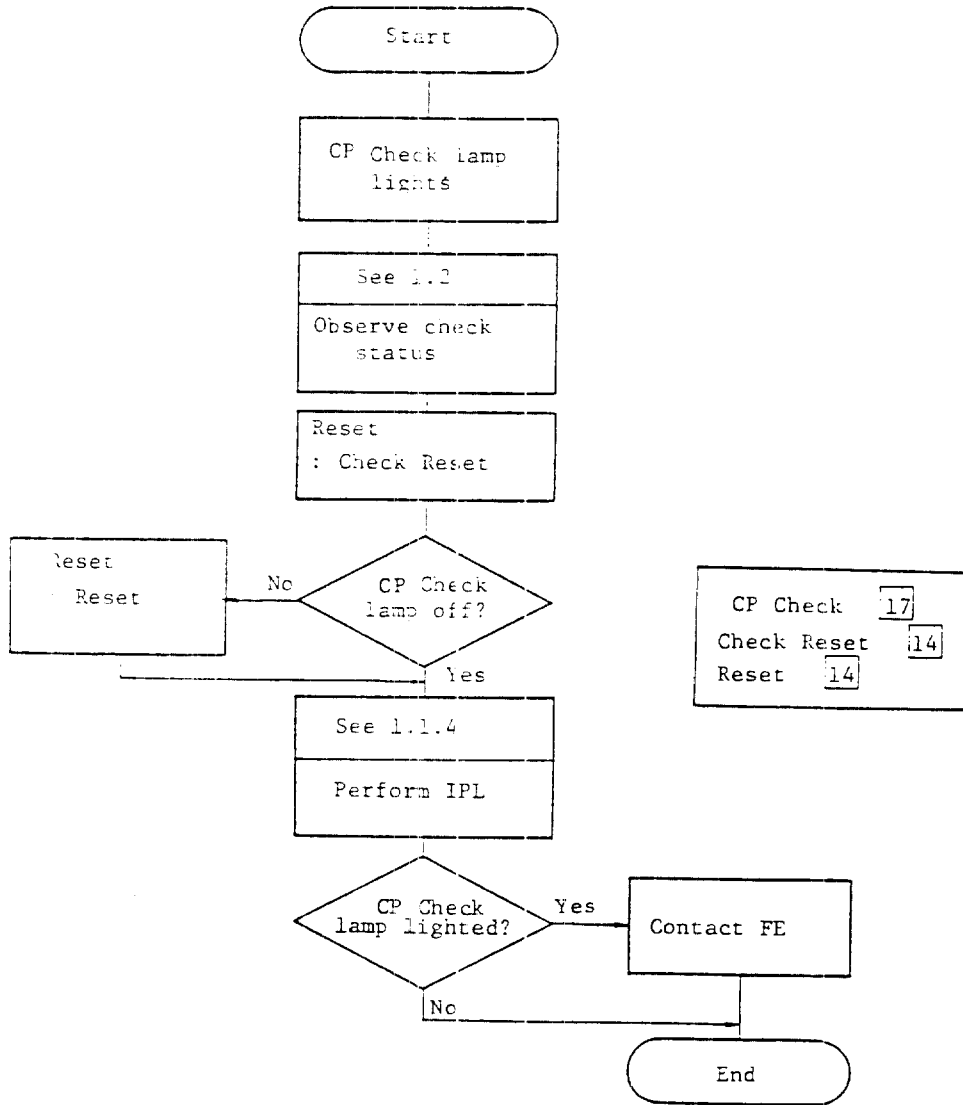 Start
CP Check lamp
lights
See 1.2
Observe check
status
Reset
: Check Reset
Reset
Reset
No
CP Check
lamp off?
Yes
CP Check 17
Check Reset 14
Reset 14
See 1.1.4
Perform IPL
CP Check
lamp lighted?
Yes
Contact FE
No
End